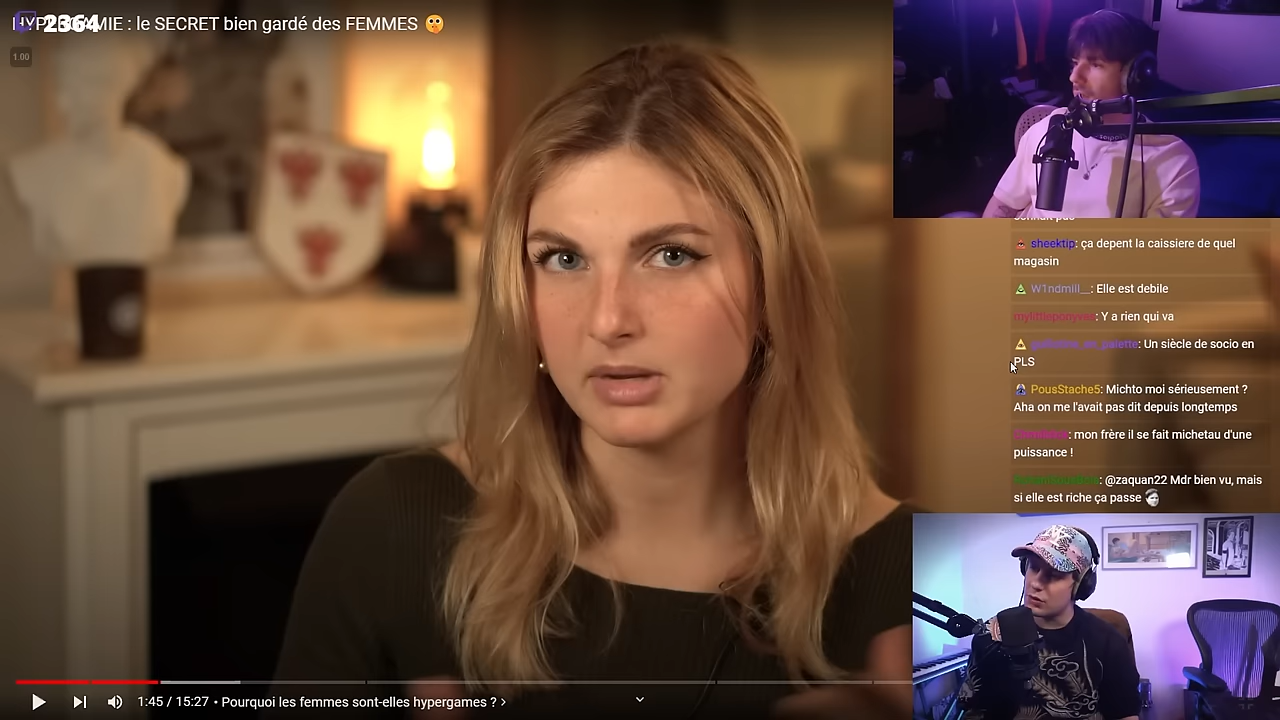 HYPERGAMIE : le SECRET bien gardé des FEMMES 🤫
2364
1.00
sheektip: ça depent la caissiere de quel
magasin
W1ndmill__: Elle est debile
: Y a rien qui va
: Un siècle de socio en
PLS
PousStache5: Michto moi sérieusement ?
Aha on me l'avait pas dit depuis longtemps
: mon frère il se fait michetau d'une
puissance !
: @zaquan22 Mdr bien vu, mais
si elle est riche ça passe
1:45 / 15:27 • Pourquoi les femmes sont-elles hypergames ? >